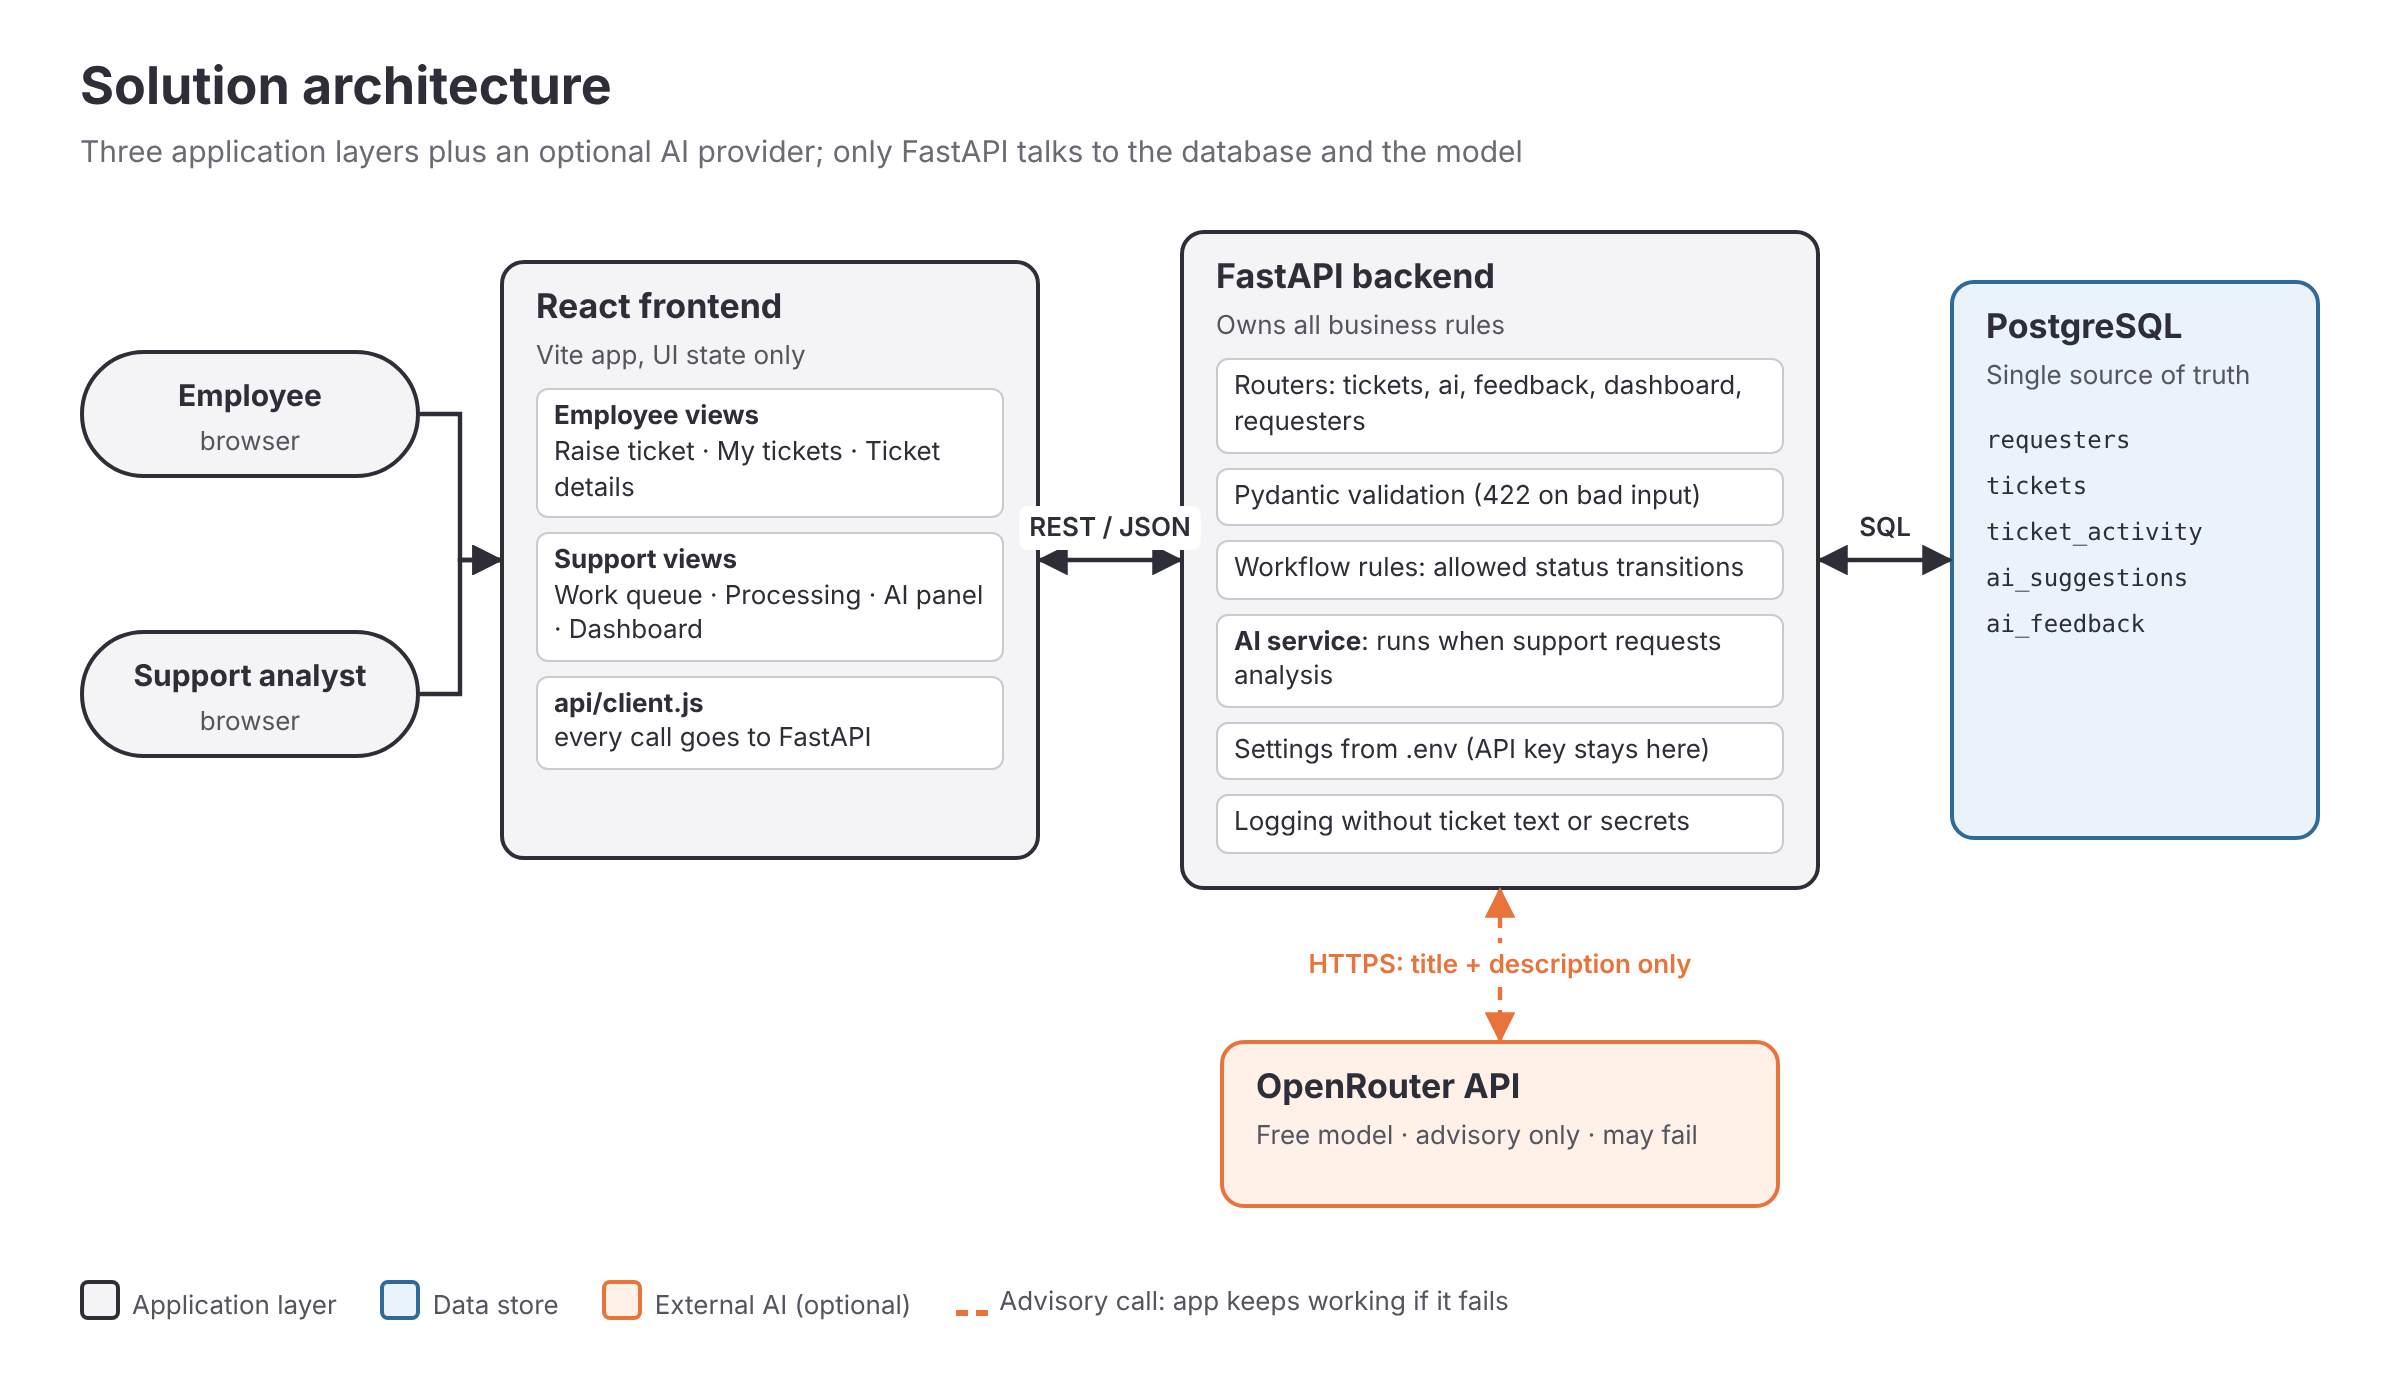 Solution architecture
Three application layers plus an optional AI provider; only FastAPI talks to the database and the model
Employee
browser
Support analyst
browser
React frontend
Vite app, UI state only
Employee views
Raise ticket · My tickets · Ticket
details
Support views
Work queue · Processing · AI panel
· Dashboard
api/client.js
every call goes to FastAPI
REST / JSON
FastAPI backend
Owns all business rules
Routers: tickets, ai, feedback, dashboard,
requesters
Pydantic validation (422 on bad input)
Workflow rules: allowed status transitions
AI service: runs when support requests
analysis
Settings from .env (API key stays here)
Logging without ticket text or secrets
SQL
PostgreSQL
Single source of truth
requesters
tickets
ticket_activity
ai_suggestions
ai_feedback
HTTPS: title + description only
OpenRouter API
Free model · advisory only · may fail
Application layer
Data store
External AI (optional)
Advisory call: app keeps working if it fails